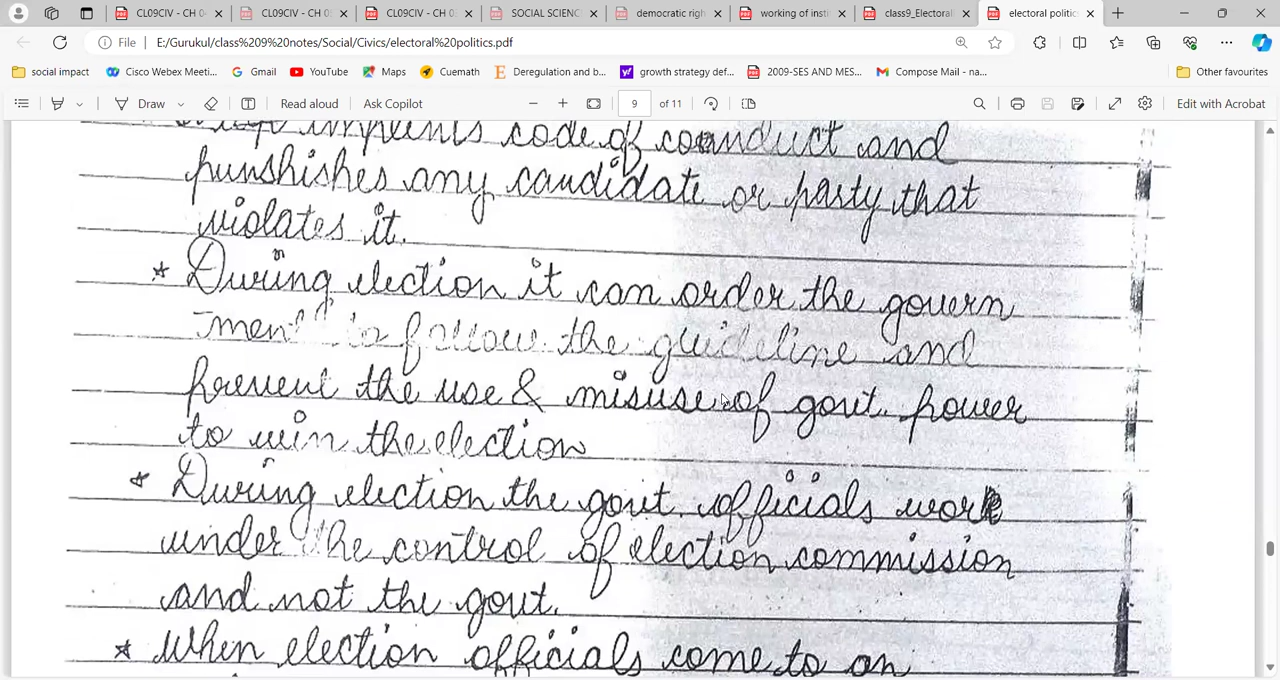 CL09CIV - CH 0
CL09CIV - CH 0
CL09CIV - CH 0
SOCIAL SCIENC
democratic righ
working of insti
class9_Electoral
electoral politic
File E:/Gurukul/class%209%20notes/Social/Civics/electoral%20politics.pdf
social impact
Cisco Webex Meeti...
Gmail
YouTube
Maps
Cuemath
Deregulation and b...
growth strategy def...
2009-SES AND MES...
Compose Mail - na...
Other favourites
Draw
Read aloud
Ask Copilot
9 of 11
Edit with Acrobat
code of conduct and
punshishes any candidate or party that
violates it.
* During election it can order the govern
-ment to follow the guideline and
prevent the use & misuse of govt. power
to win the election
* During election the govt. officials work
under the control of election commission
and not the govt.
* When election officials come to an